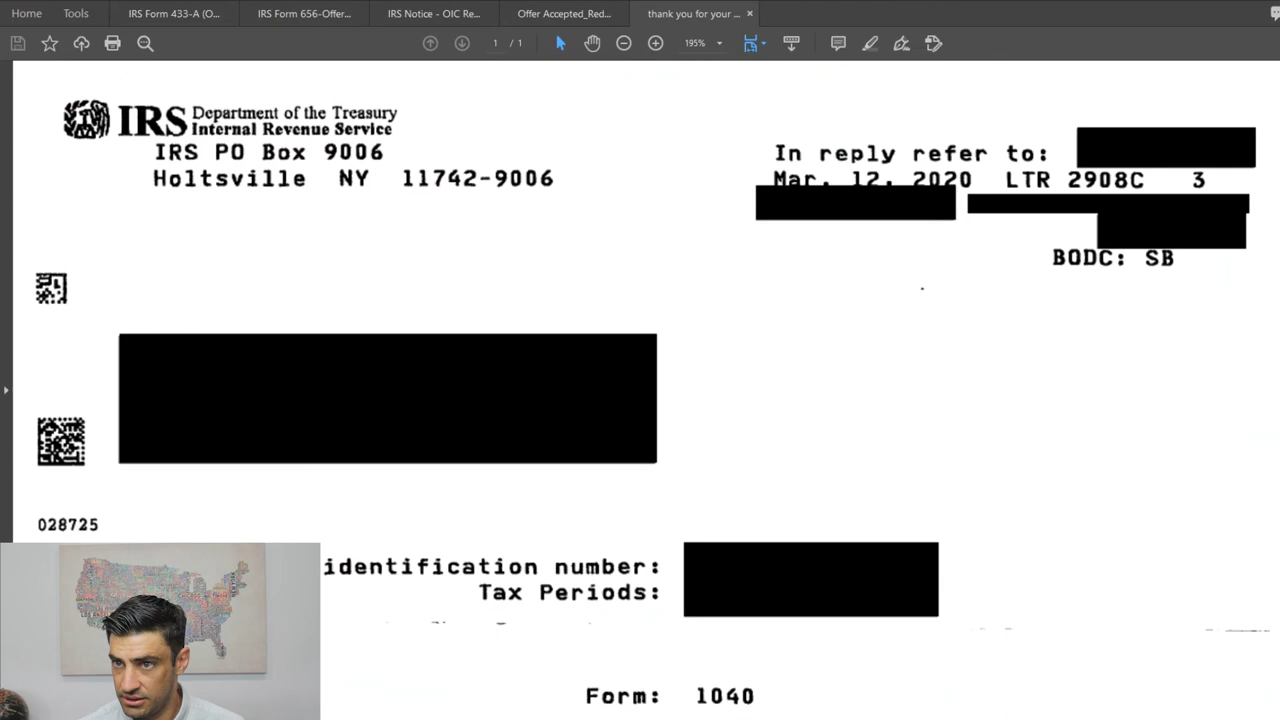 Home Tools IRS Form 433-A (O... IRS Form 656-Offer... IRS Notice - OIC Re... Offer Accepted_Red... thank you for your ... ×
1 / 1 195%
IRS Department of the Treasury
Internal Revenue Service
IRS PO Box 9006
Holtsville NY 11742-9006
In reply refer to:
Mar. 12, 2020 LTR 2908C 3
BODC: SB
028725
identification number:
Tax Periods:
Form: 1040